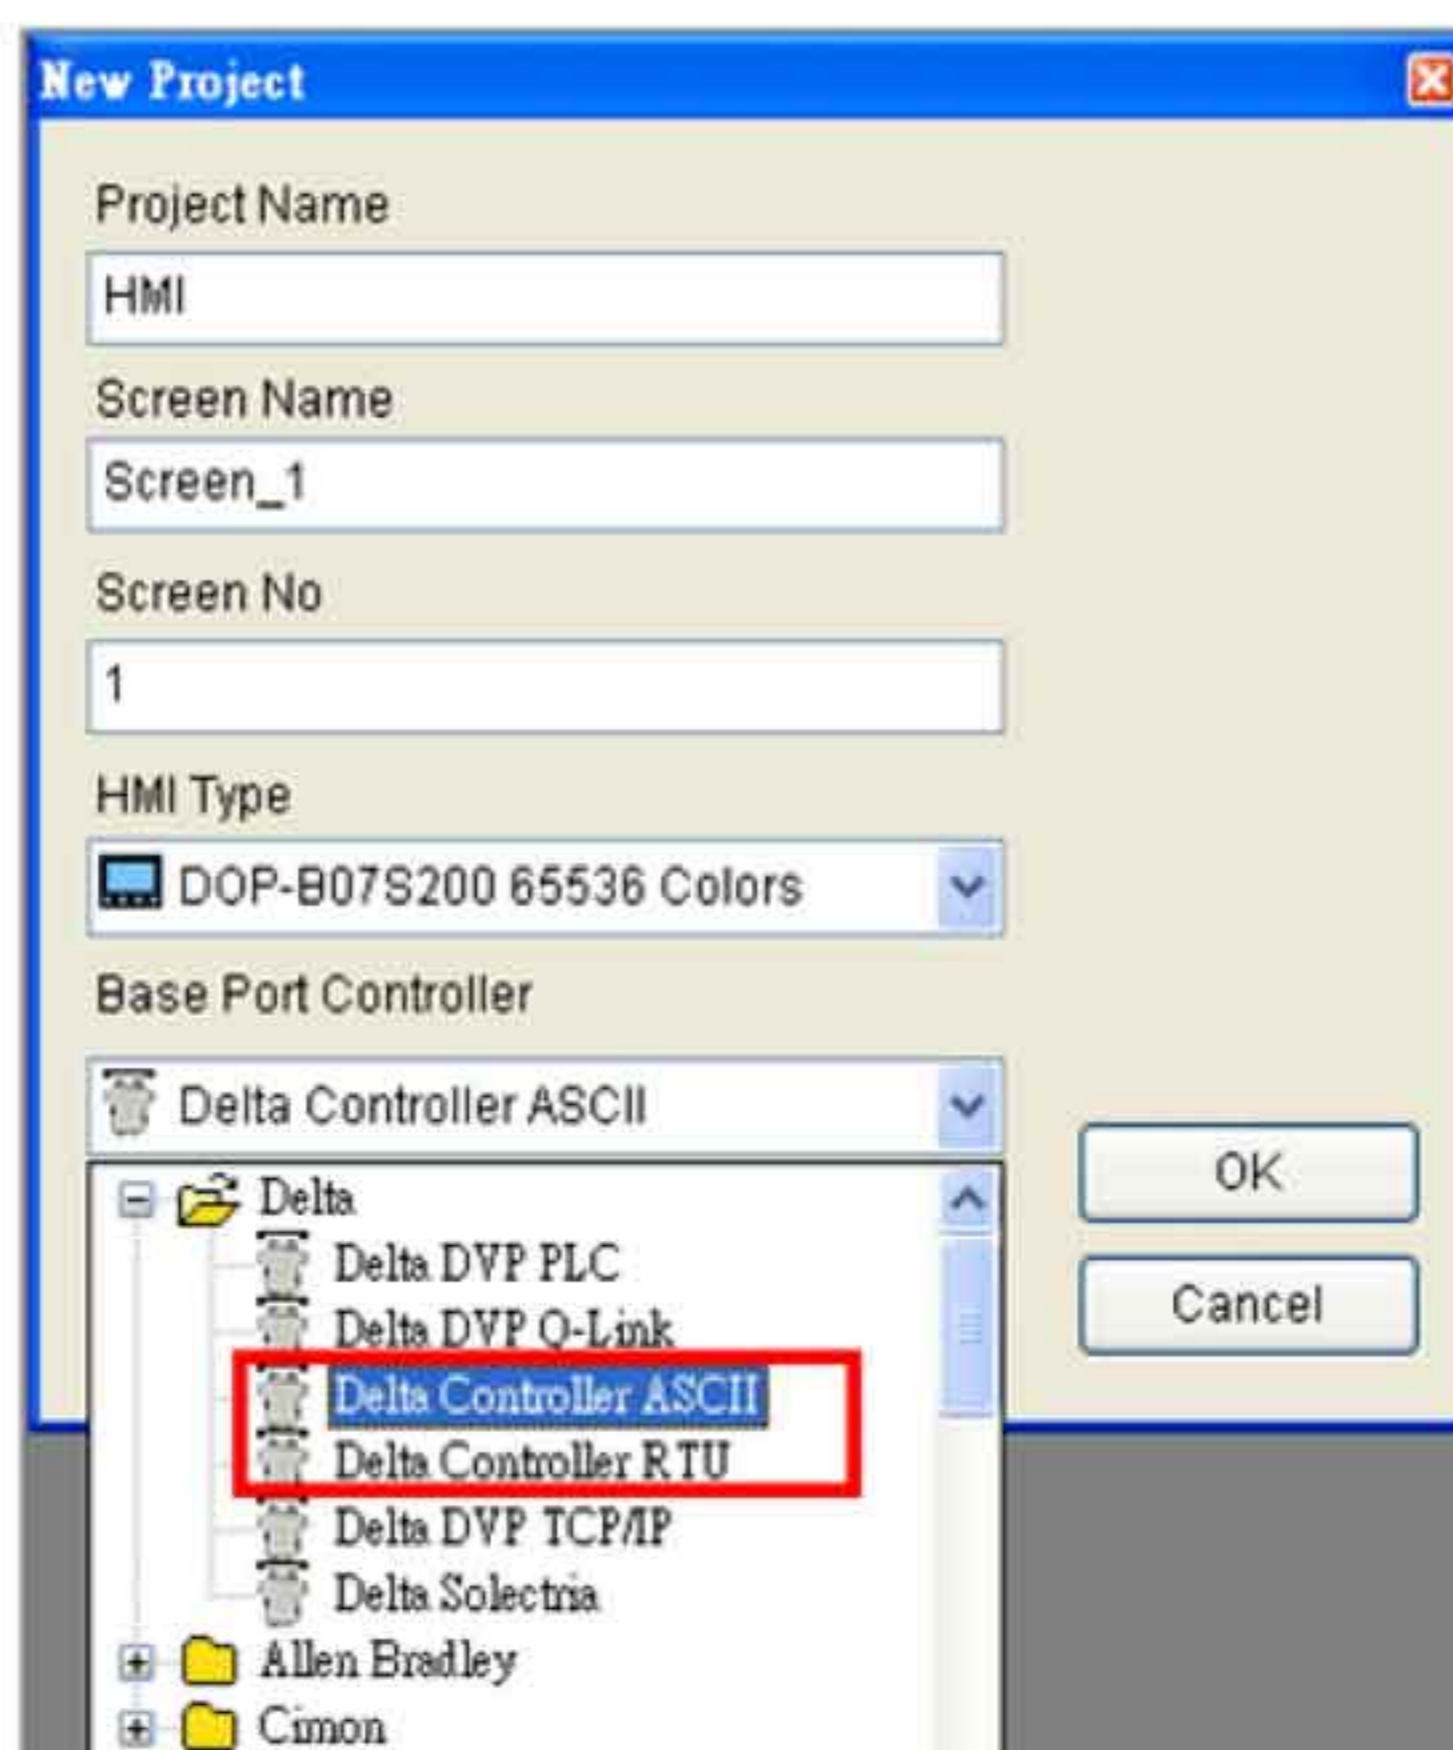 New Project
Project Name
HMI
Screen Name
Screen_1
Screen No
1
HMI Type
DOP-B07S200 65536 Colors
Base Port Controller
Delta Controller ASCII
OK
Cancel
Delta
Delta DVP PLC
Delta DVP Q-Link
Delta Controller ASCII
Delta Controller RTU
Delta DVP TCP/IP
Delta Solectria
Allen Bradley
Cimon